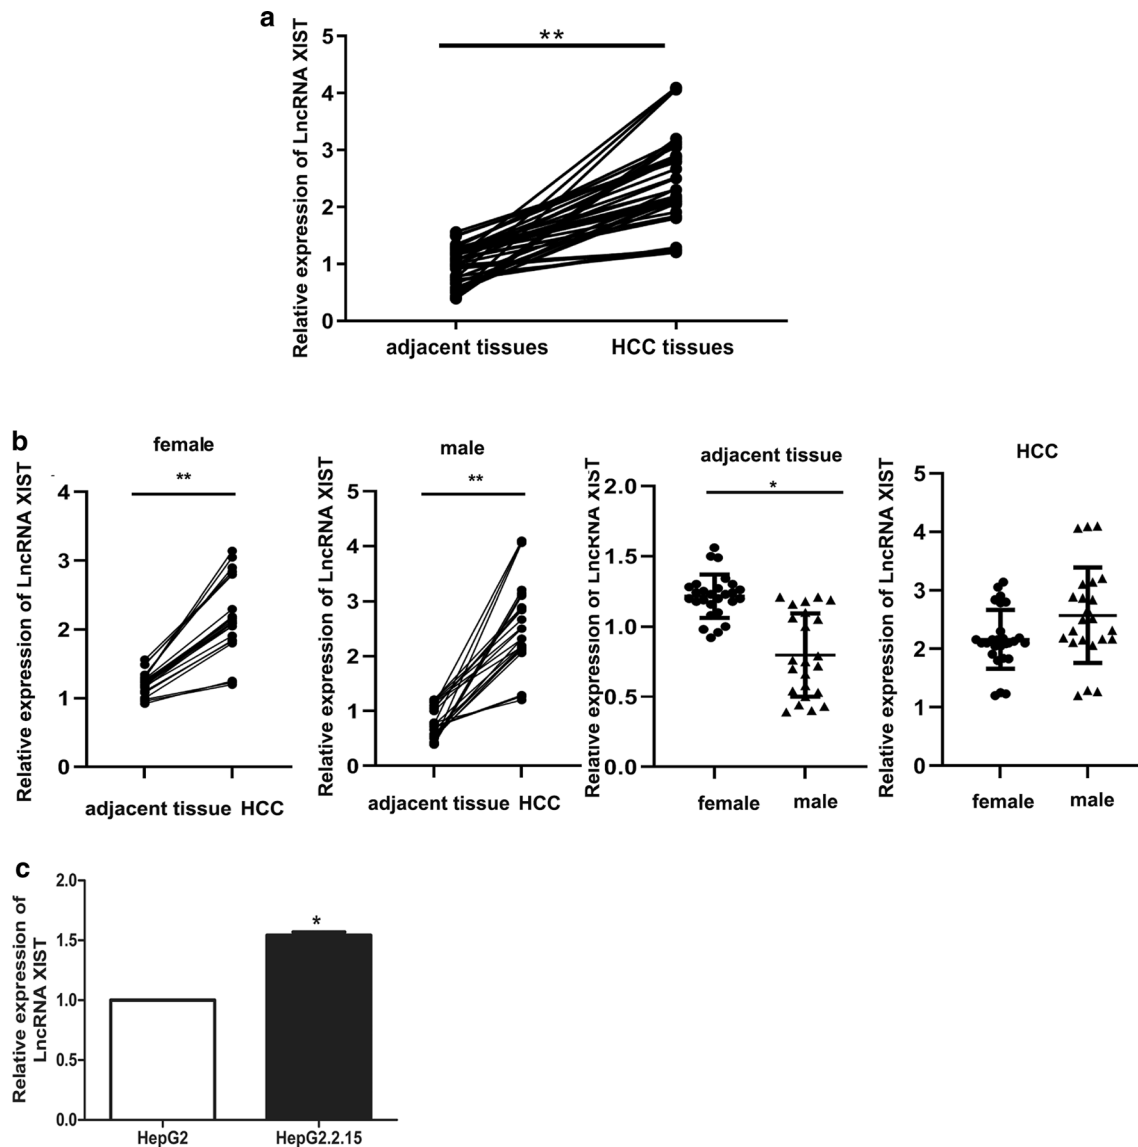 a
Relative expression of LncRNA XIST
5
4
3
2
1
0
**
adjacent tissues
HCC tissues
b
female
Relative expression of LncRNA XIST
4
3
2
1
0
**
adjacent tissue HCC
male
Relative expression of LncRNA XIST
5
4
3
2
1
0
**
adjacent tissue HCC
adjacent tissue
Relative expression of LncRNA XIST
2.0
1.5
1.0
0.5
0.0
*
female
male
HCC
Relative expression of LncRNA XIST
5
4
3
2
1
0
female
male
c
Relative expression of
LncRNA XIST
2.0
1.5
1.0
0.5
0.0
*
HepG2
HepG2.2.15